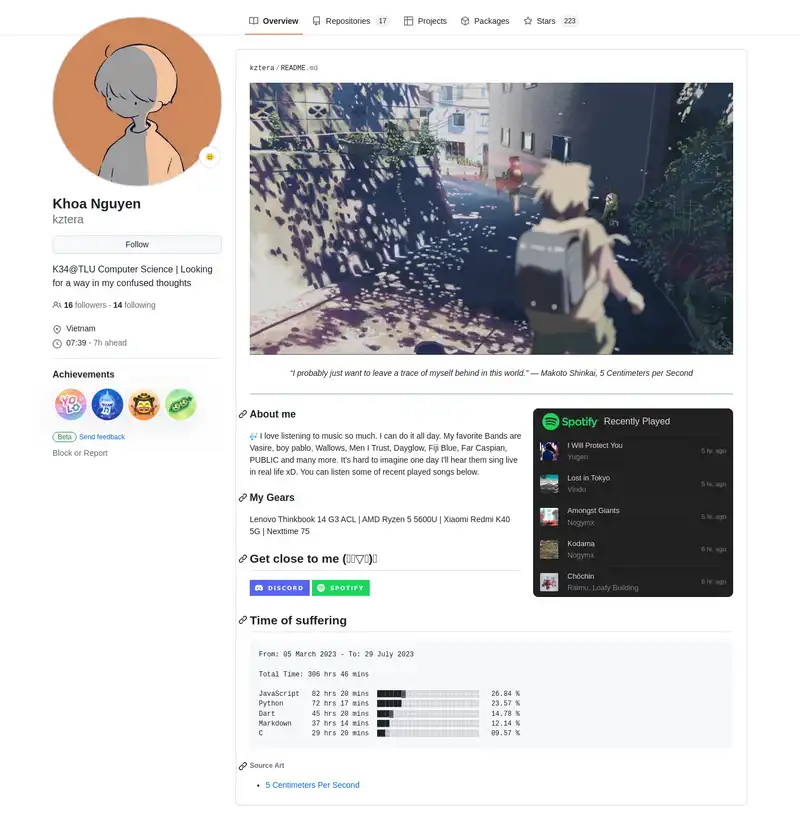 Overview
Repositories 17
Projects
Packages
Stars 223
Khoa Nguyen
kztera
Follow
K34@TLU Computer Science | Looking
for a way in my confused thoughts
16 followers · 14 following
Vietnam
07:39 - 7h ahead
Achievements
YOLO
Beta Send feedback
Block or Report
kztera / README.md
"I probably just want to leave a trace of myself behind in this world." — Makoto Shinkai, 5 Centimeters per Second
About me
🎶 I love listening to music so much. I can do it all day. My favorite Bands are
Vasire, boy pablo, Wallows, Men I Trust, Dayglow, Fiji Blue, Far Caspian,
PUBLIC and many more. It's hard to imagine one day I'll hear them sing live
in real life xD. You can listen some of recent played songs below.
My Gears
Lenovo Thinkbook 14 G3 ACL | AMD Ryzen 5 5600U | Xiaomi Redmi K40
5G | Nexttime 75
Get close to me (▯▯▽▯)▯
DISCORD
SPOTIFY
Spotify Recently Played
I Will Protect You
Yugen
5 hr. ago
Lost in Tokyo
Vindu
5 hr. ago
Amongst Giants
Nogymx
5 hr. ago
Kodama
Nogymx
6 hr. ago
Chōchin
Raimu, Loafy Building
6 hr. ago
Time of suffering
From: 05 March 2023 - To: 29 July 2023
Total Time: 306 hrs 46 mins
JavaScript 82 hrs 20 mins 26.84 %
Python 72 hrs 17 mins 23.57 %
Dart 45 hrs 20 mins 14.78 %
Markdown 37 hrs 14 mins 12.14 %
C 29 hrs 20 mins 09.57 %
Source Art
5 Centimeters Per Second